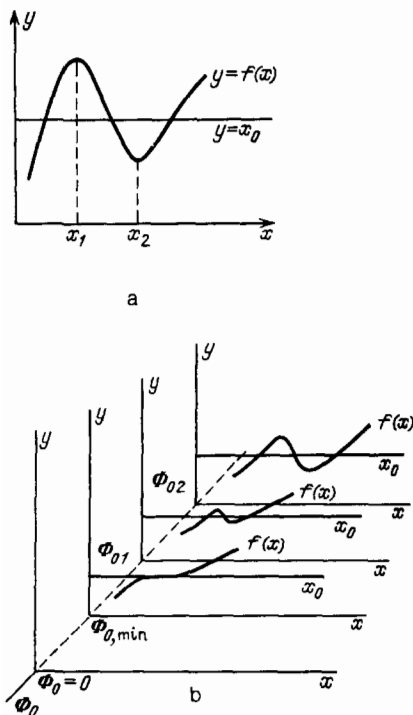 y
y=f(x)
y=x₀
x₁ x₂ x
a
y
y
y
y
f(x)
x₀
Φ₀₂
f(x)
x₀ x
Φ₀₁
f(x)
x
x₀
Φ₀,min x
Φ₀=0 x
Φ₀ b